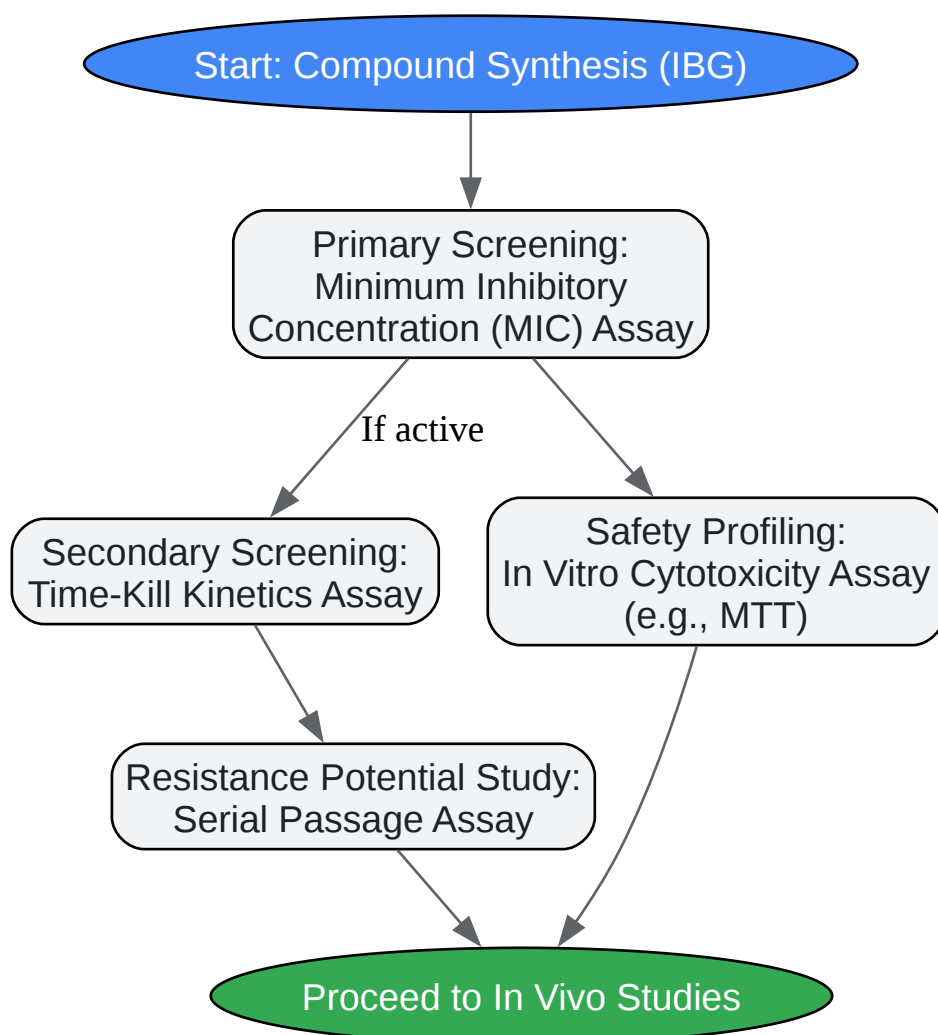 Start: Compound Synthesis (IBG)
Primary Screening:
Minimum Inhibitory
Concentration (MIC) Assay
If active
Secondary Screening:
Time-Kill Kinetics Assay
Safety Profiling:
In Vitro Cytotoxicity Assay
(e.g., MTT)
Resistance Potential Study:
Serial Passage Assay
Proceed to In Vivo Studies